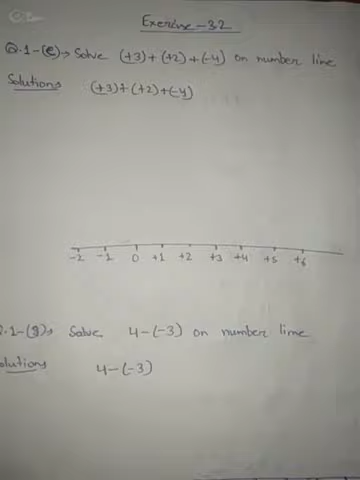 Exercise-32
Q.1-(e)→ Solve (+3)+(+2)+(-4) on number line
Solution→ (+3)+(+2)+(-4)
-2 -1 0 +1 +2 +3 +4 +5 +6
Q.1-(g)→ Solve 4-(-3) on number line
Solution→ 4-(-3)